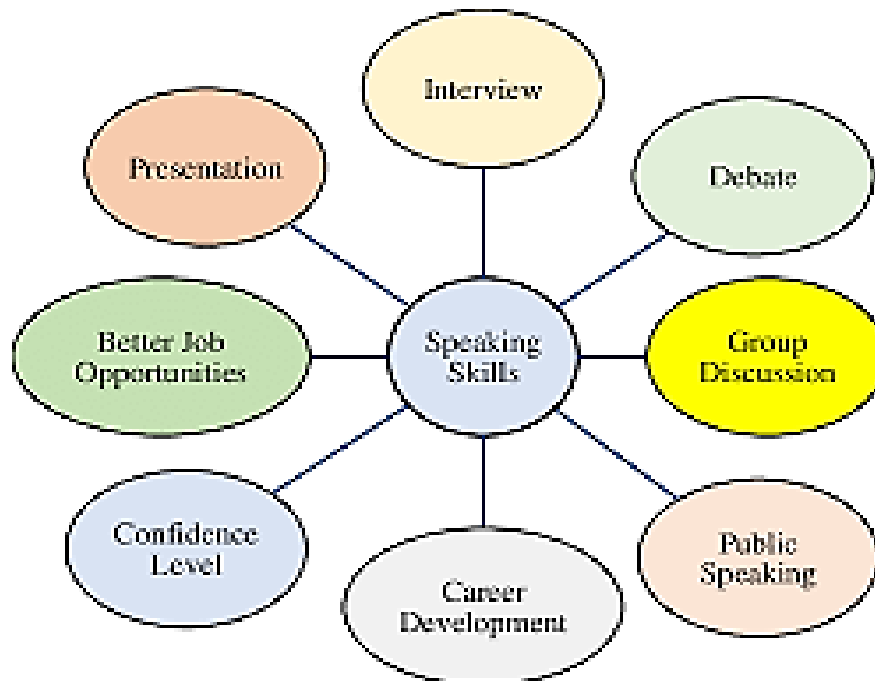 Interview
Presentation
Debate
Better Job
Opportunities
Speaking
Skills
Group
Discussion
Confidence
Level
Career
Development
Public
Speaking